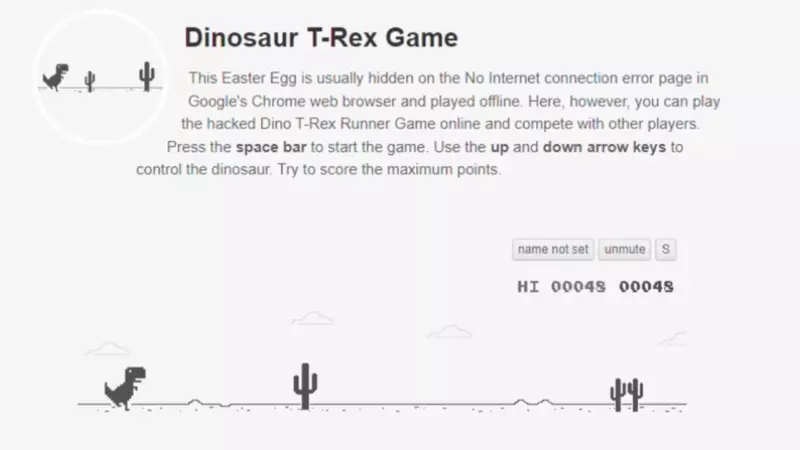 Dinosaur T-Rex Game
This Easter Egg is usually hidden on the No Internet connection error page in
Google's Chrome web browser and played offline. Here, however, you can play
the hacked Dino T-Rex Runner Game online and compete with other players.
Press the space bar to start the game. Use the up and down arrow keys to
control the dinosaur. Try to score the maximum points.
name not set unmute S
HI 00048 00048